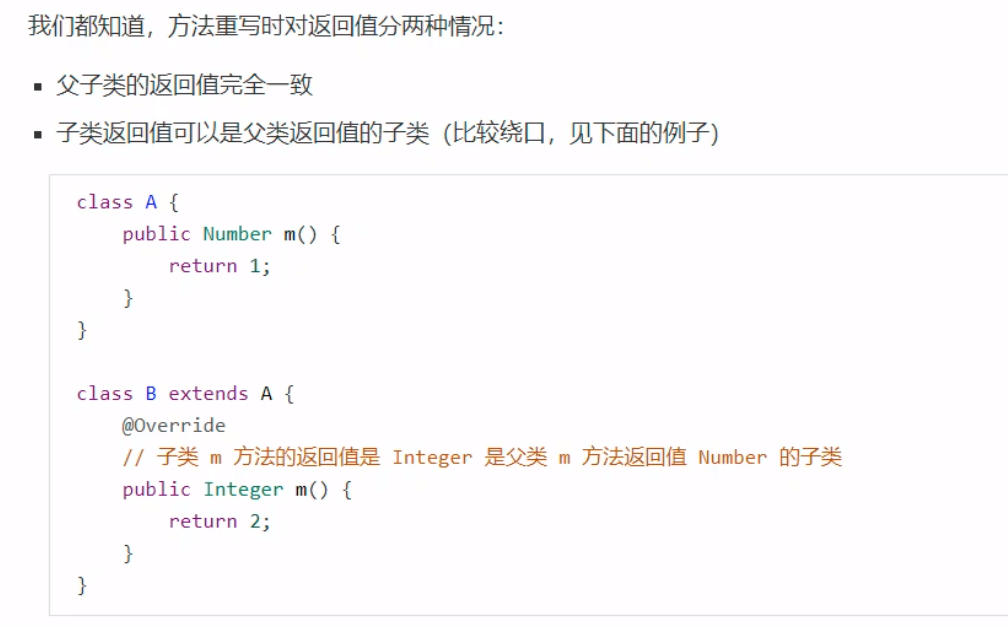 我们都知道，方法重写时对返回值分两种情况：
▪ 父子类的返回值完全一致
▪ 子类返回值可以是父类返回值的子类（比较绕口，见下面的例子）
class A {
    public Number m() {
        return 1;
    }
}

class B extends A {
    @Override
    // 子类 m 方法的返回值是 Integer 是父类 m 方法返回值 Number 的子类
    public Integer m() {
        return 2;
    }
}